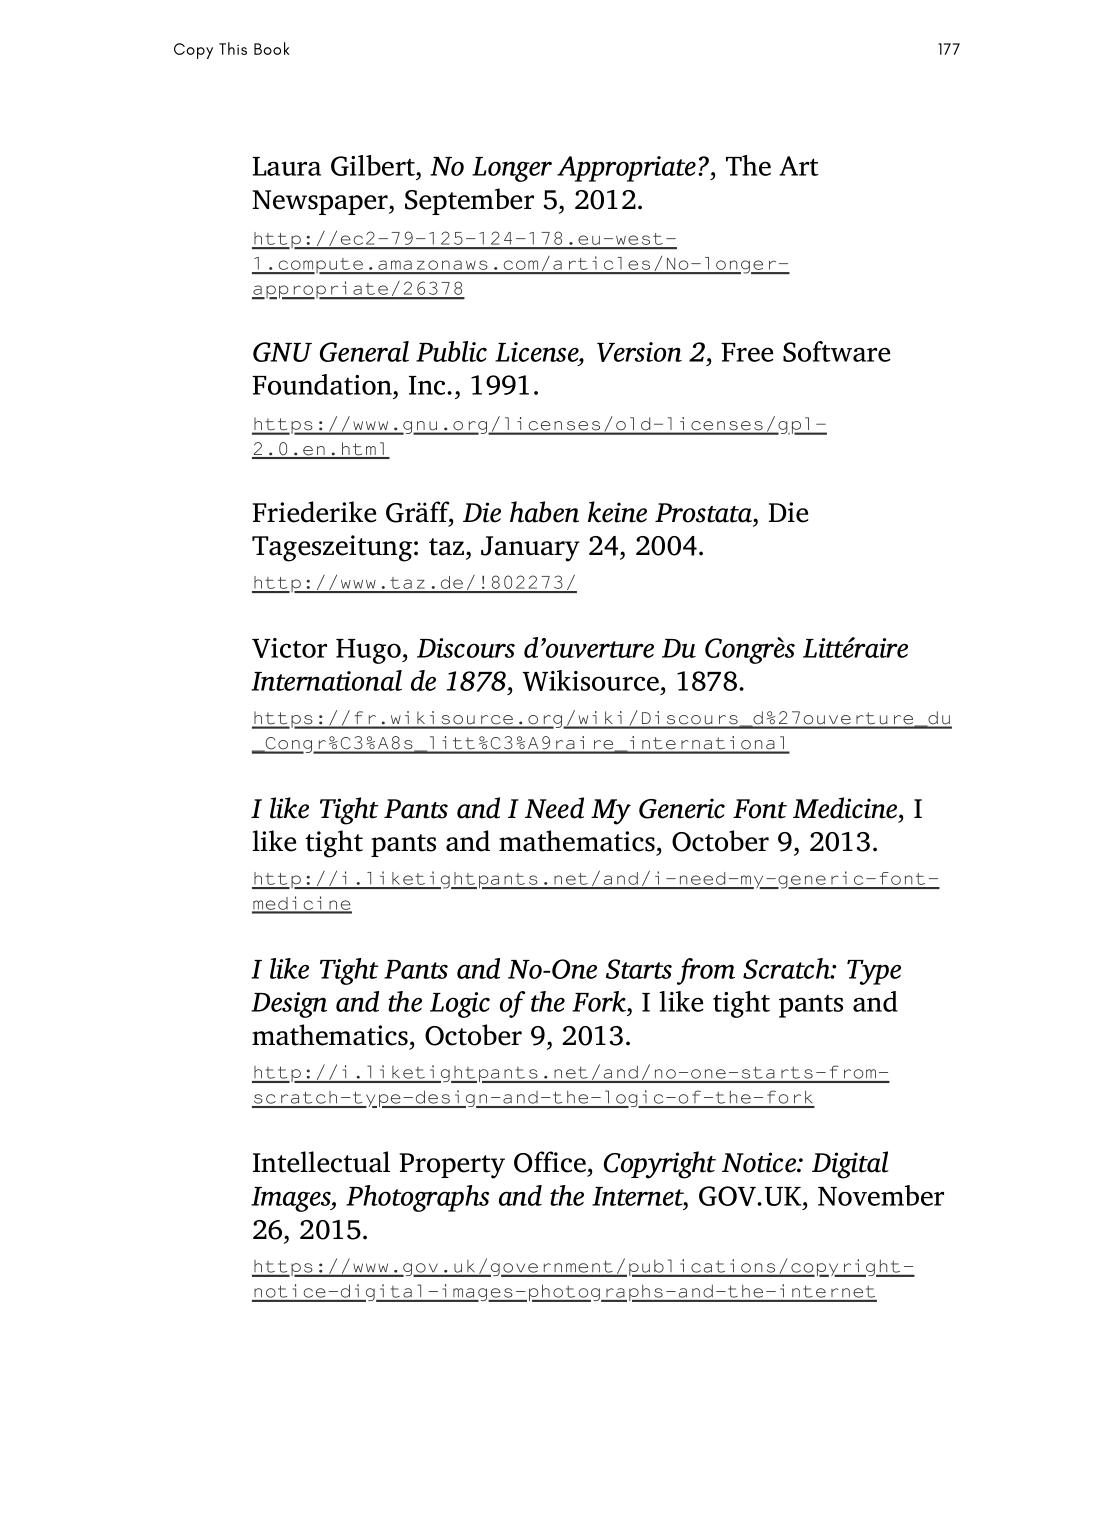 Copy This Book 177
Laura Gilbert, No Longer Appropriate?, The Art
Newspaper, September 5, 2012.
http://ec2-79-125-124-178.eu-west-
1.compute.amazonaws.com/articles/No-longer-
appropriate/26378
GNU General Public License, Version 2, Free Software
Foundation, Inc., 1991.
https://www.gnu.org/licenses/old-licenses/gpl-
2.0.en.html
Friederike Gräff, Die haben keine Prostata, Die
Tageszeitung: taz, January 24, 2004.
http://www.taz.de/!802273/
Victor Hugo, Discours d’ouverture Du Congrès Littéraire
International de 1878, Wikisource, 1878.
https://fr.wikisource.org/wiki/Discours_d%27ouverture_du
_Congr%C3%A8s_litt%C3%A9raire_international
I like Tight Pants and I Need My Generic Font Medicine, I
like tight pants and mathematics, October 9, 2013.
http://i.liketightpants.net/and/i-need-my-generic-font-
medicine
I like Tight Pants and No-One Starts from Scratch: Type
Design and the Logic of the Fork, I like tight pants and
mathematics, October 9, 2013.
http://i.liketightpants.net/and/no-one-starts-from-
scratch-type-design-and-the-logic-of-the-fork
Intellectual Property Office, Copyright Notice: Digital
Images, Photographs and the Internet, GOV.UK, November
26, 2015.
https://www.gov.uk/government/publications/copyright-
notice-digital-images-photographs-and-the-internet